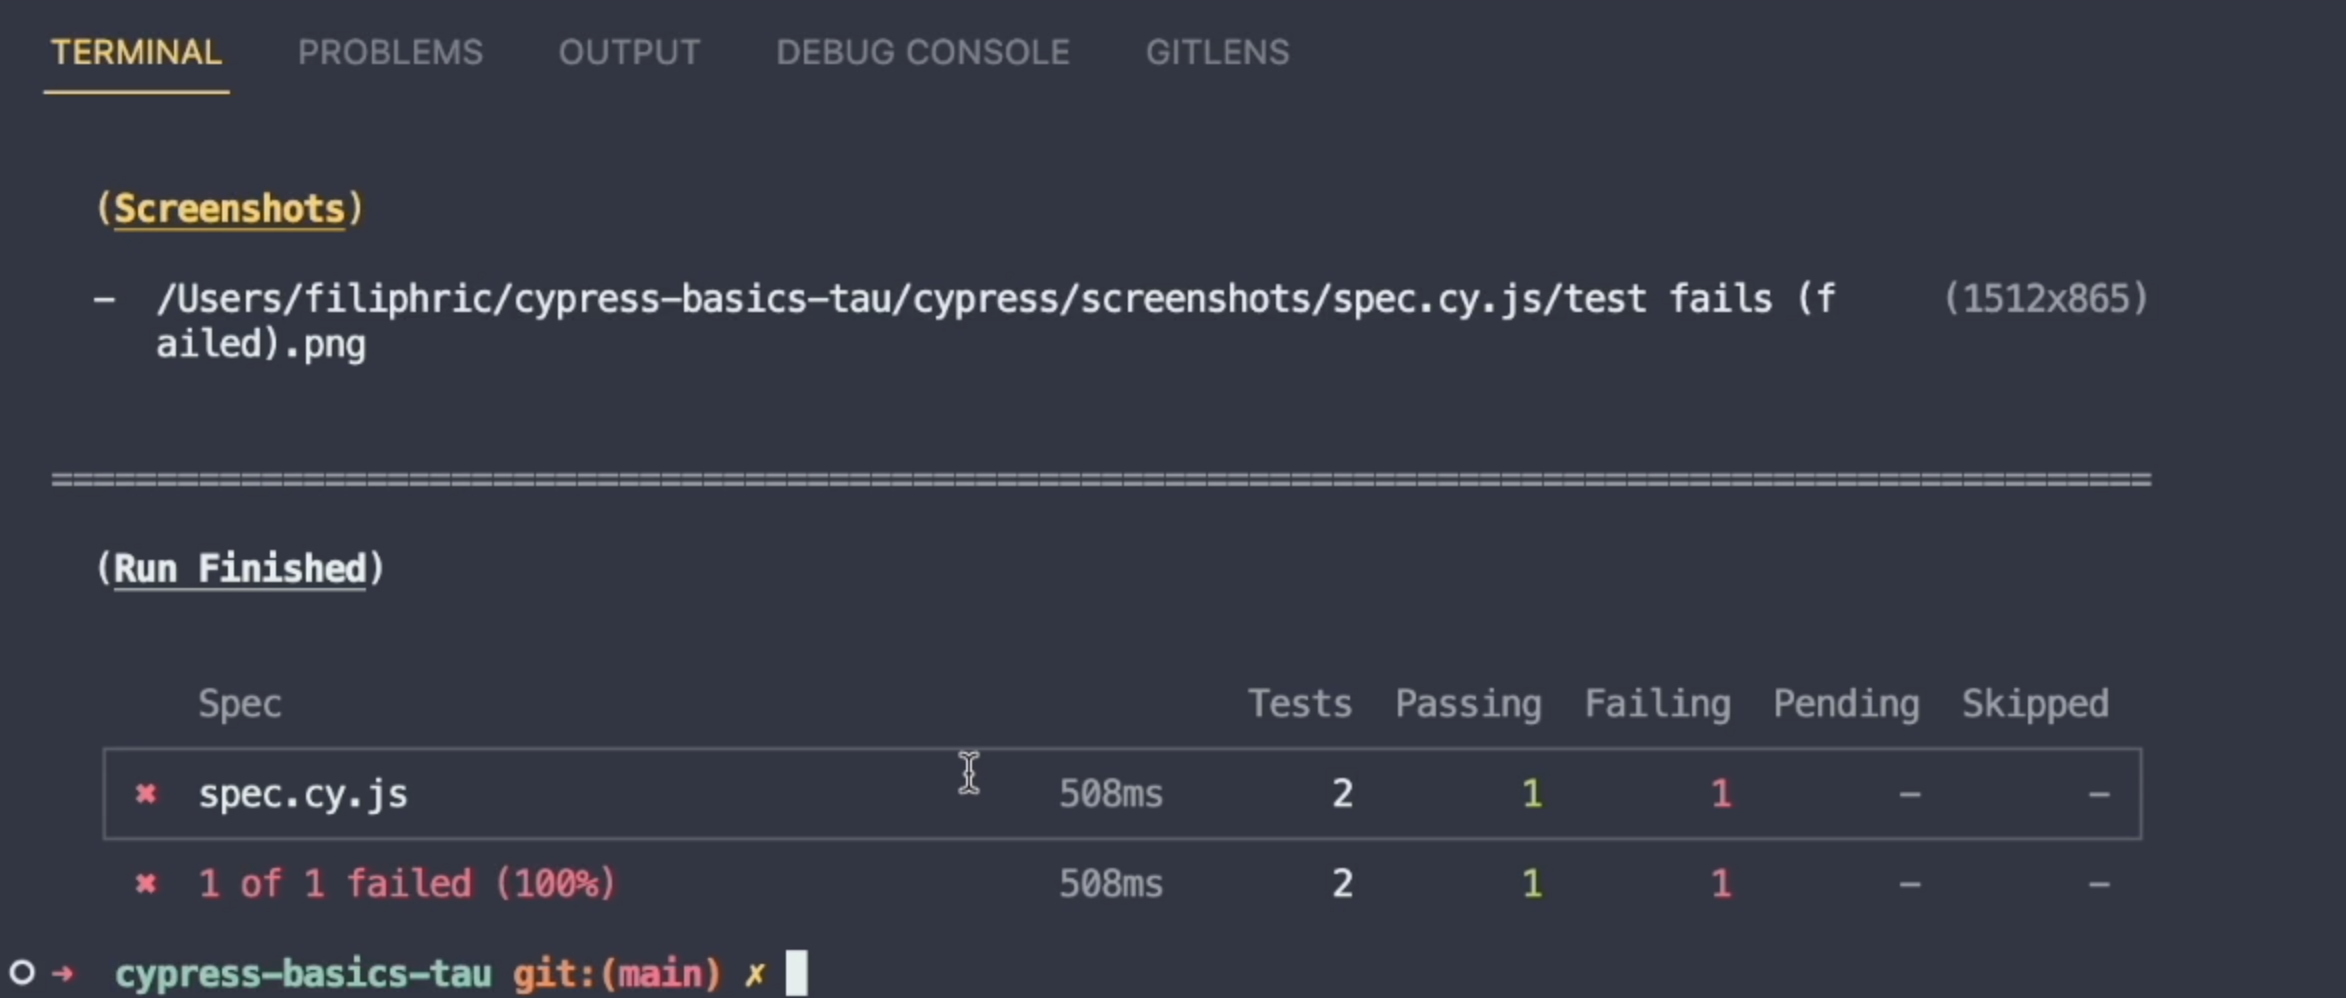 TERMINAL PROBLEMS OUTPUT DEBUG CONSOLE GITLENS
(Screenshots)
– /Users/filiphric/cypress-basics-tau/cypress/screenshots/spec.cy.js/test fails (f (1512x865)
ailed).png
====================================================================================================
(Run Finished)
Spec Tests Passing Failing Pending Skipped
✖ spec.cy.js 508ms 2 1 1 – –
✖ 1 of 1 failed (100%) 508ms 2 1 1 – –
➜ cypress-basics-tau git:(main) ✗